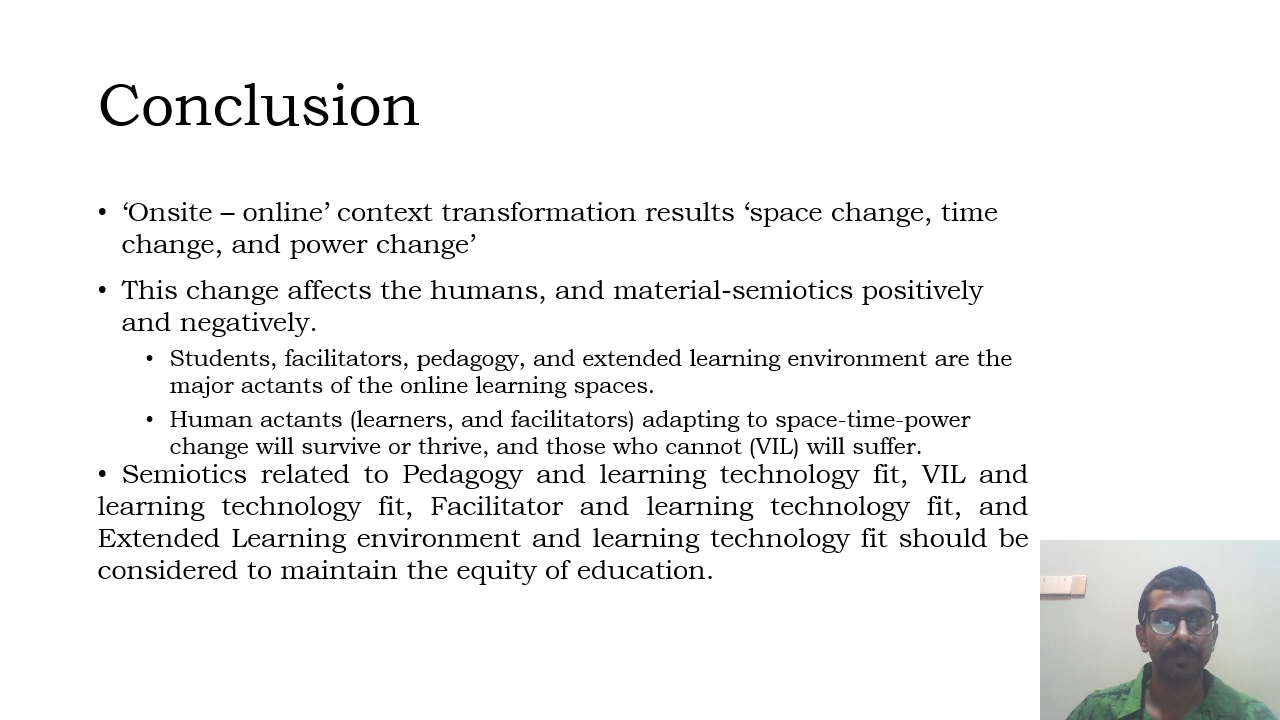 Conclusion
• ‘Onsite – online’ context transformation results ‘space change, time
change, and power change’
• This change affects the humans, and material-semiotics positively
and negatively.
• Students, facilitators, pedagogy, and extended learning environment are the
major actants of the online learning spaces.
• Human actants (learners, and facilitators) adapting to space-time-power
change will survive or thrive, and those who cannot (VIL) will suffer.
• Semiotics related to Pedagogy and learning technology fit, VIL and
learning technology fit, Facilitator and learning technology fit, and
Extended Learning environment and learning technology fit should be
considered to maintain the equity of education.